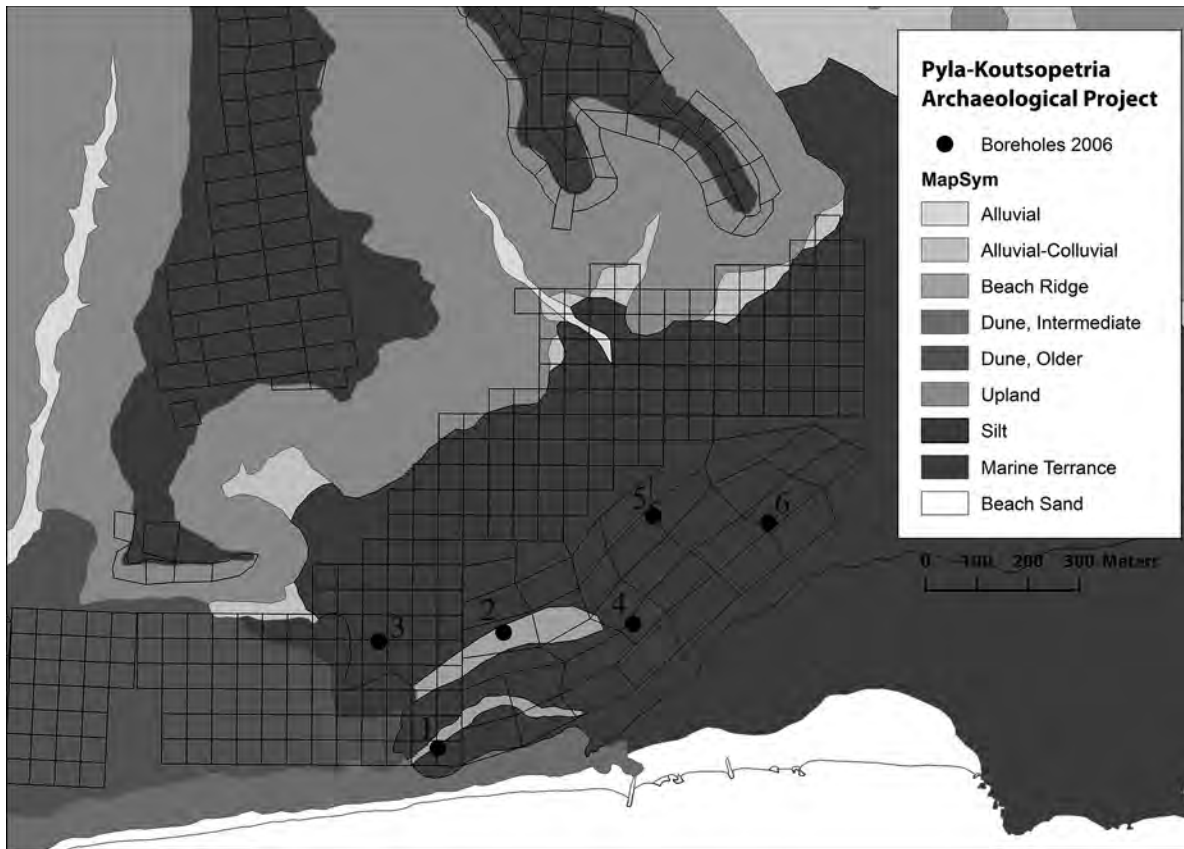 Pyla-Koutsopetria
Archaeological Project
Boreholes 2006
MapSym
Alluvial
Alluvial-Colluvial
Beach Ridge
Dune, Intermediate
Dune, Older
Upland
Silt
Marine Terrance
Beach Sand
0 100 200 300 Meters
5
6
2
4
3
1